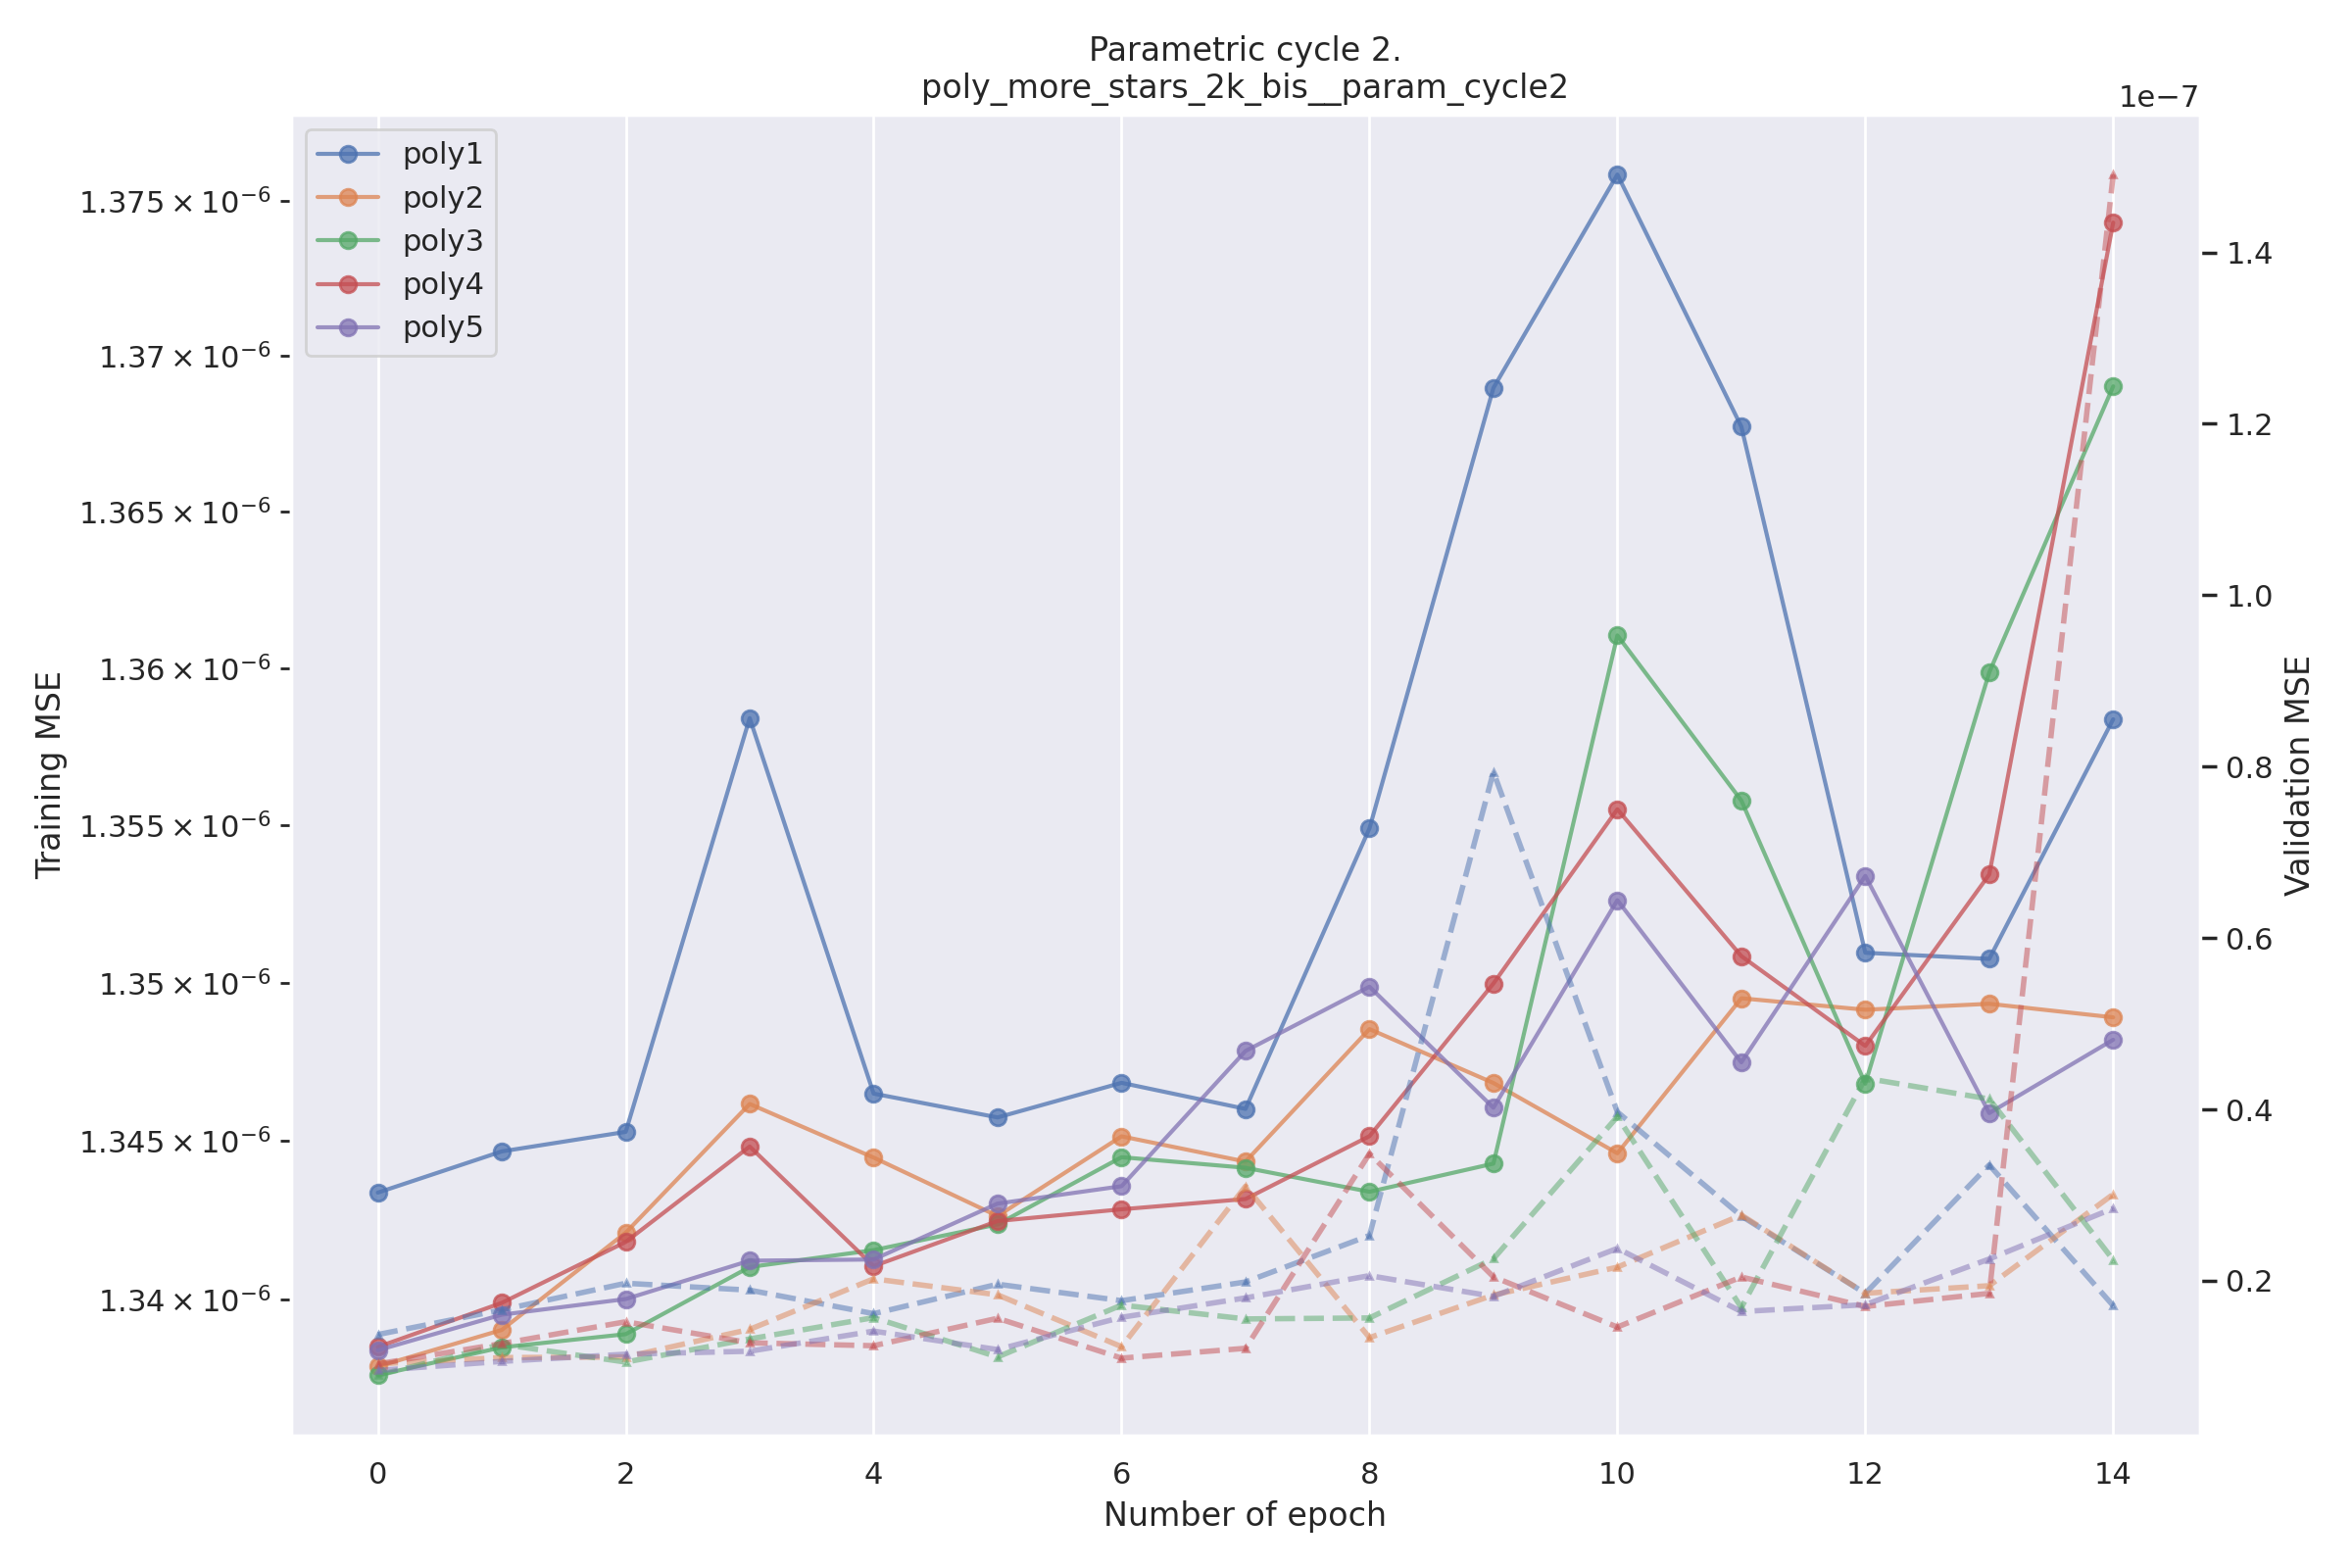 Parametric cycle 2.
poly_more_stars_2k_bis__param_cycle2
1e−7
poly1
poly2
poly3
poly4
poly5
1.375 × 10⁻⁶
1.37 × 10⁻⁶
1.365 × 10⁻⁶
1.36 × 10⁻⁶
1.355 × 10⁻⁶
1.35 × 10⁻⁶
1.345 × 10⁻⁶
1.34 × 10⁻⁶
Training MSE
1.4
1.2
1.0
0.8
0.6
0.4
0.2
Validation MSE
0 2 4 6 8 10 12 14
Number of epoch